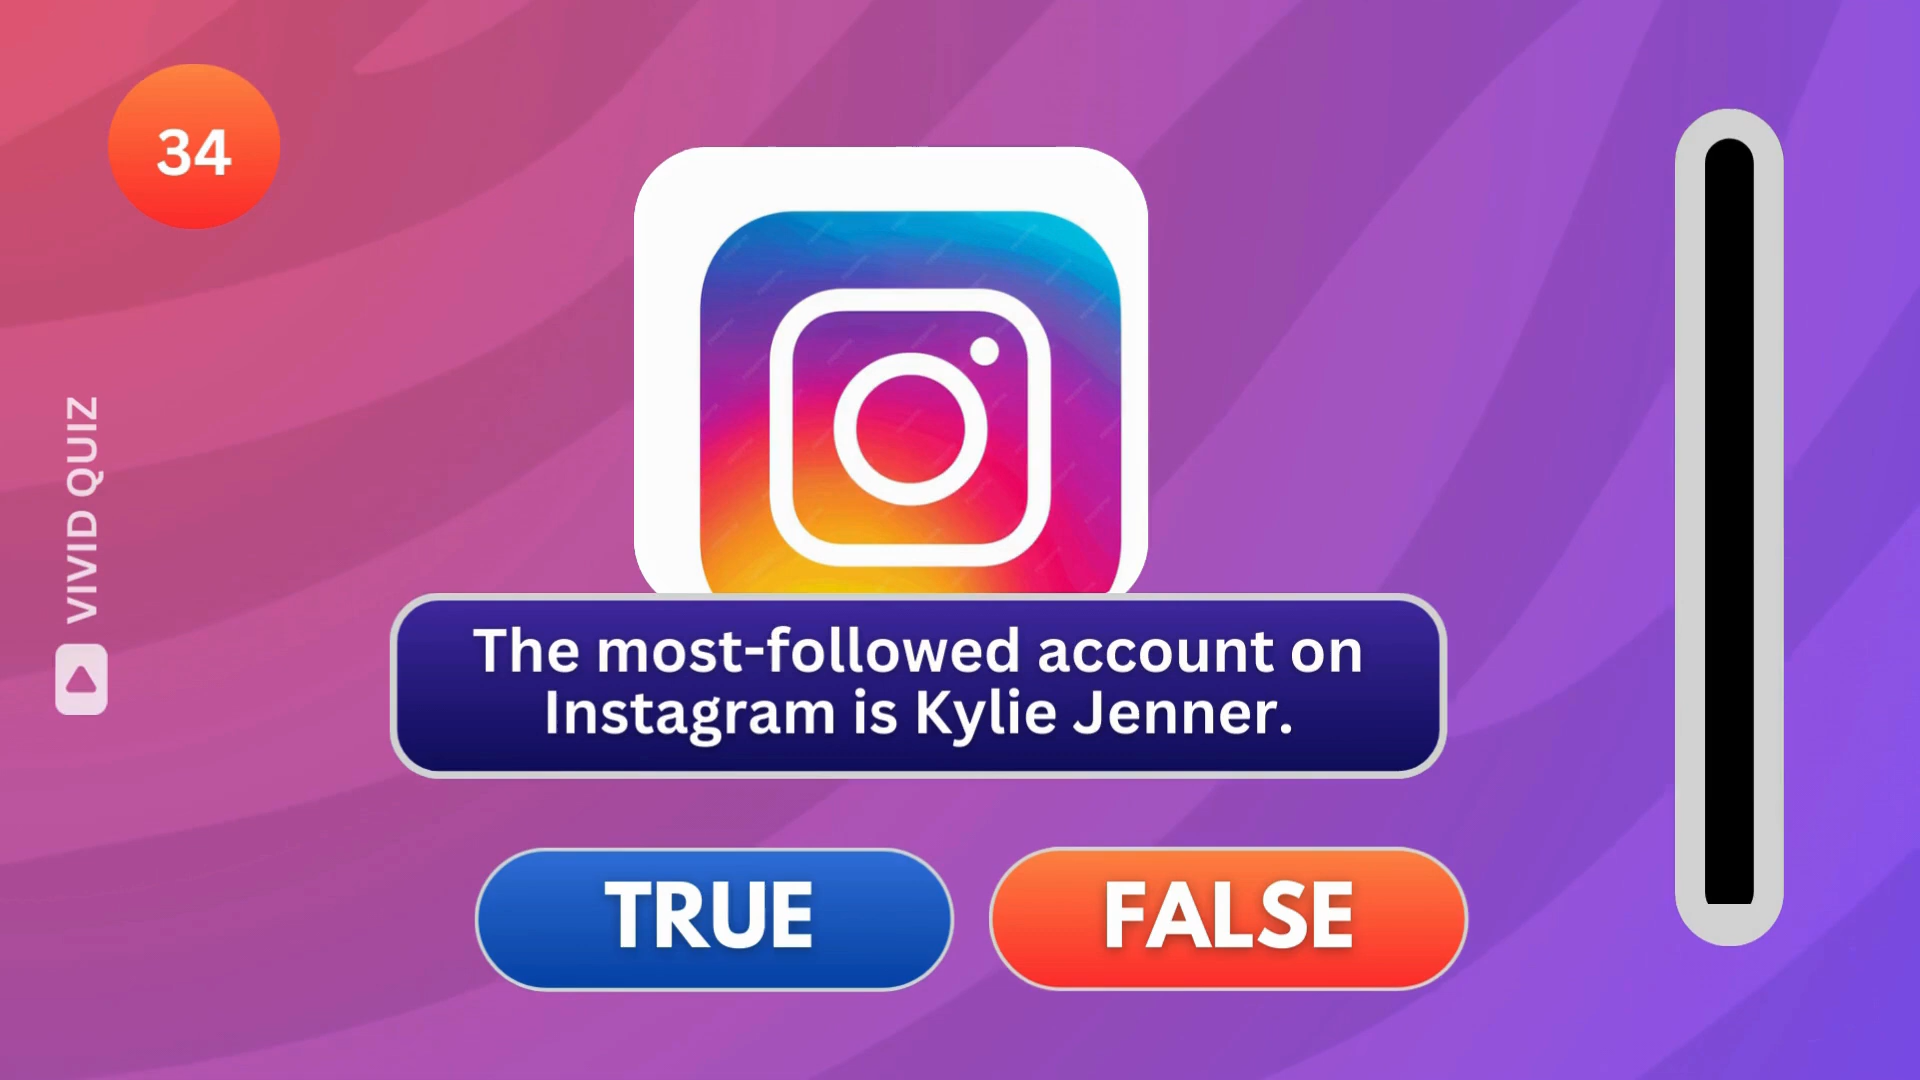 34
VIVID QUIZ
The most-followed account on
Instagram is Kylie Jenner.
TRUE
FALSE